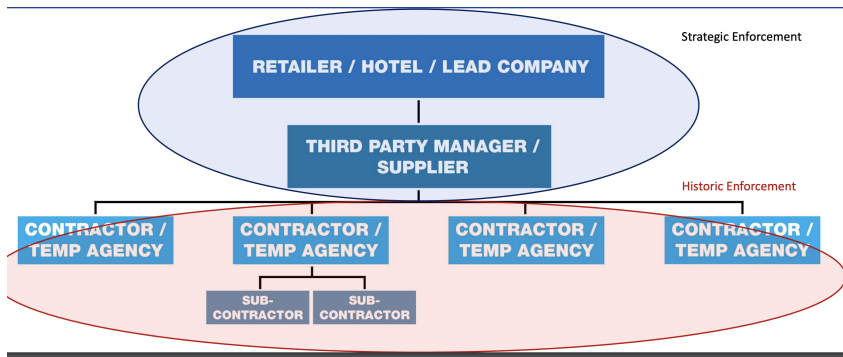 Strategic Enforcement
RETAILER / HOTEL / LEAD COMPANY
THIRD PARTY MANAGER /
SUPPLIER
Historic Enforcement
CONTRACTOR /
TEMP AGENCY
CONTRACTOR /
TEMP AGENCY
CONTRACTOR /
TEMP AGENCY
CONTRACTOR /
TEMP AGENCY
SUB-
CONTRACTOR
SUB-
CONTRACTOR